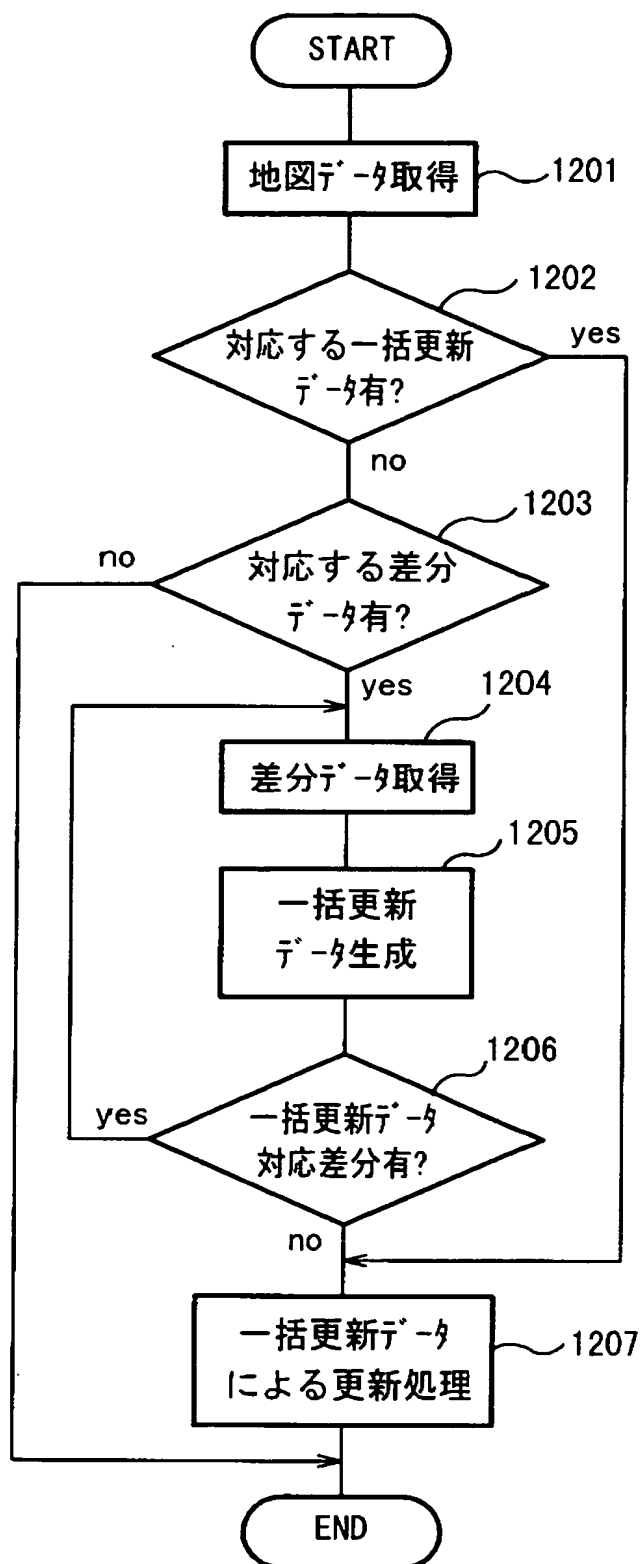 START
地図データ取得
1201
1202
対応する一括更新
データ有?
yes
no
1203
no
対応する差分
データ有?
yes
1204
差分データ取得
1205
一括更新
データ生成
1206
yes
一括更新データ
対応差分有?
no
一括更新データ
による更新処理
1207
END